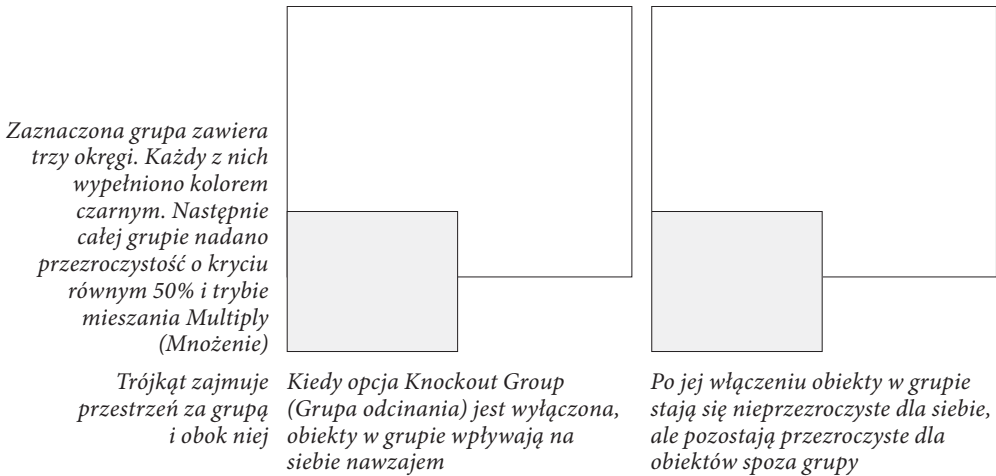 Zaznaczona grupa zawiera
trzy okręgi. Każdy z nich
wypełniono kolorem
czarnym. Następnie
całej grupie nadano
przezroczystość o kryciu
równym 50% i trybie
mieszania Multiply
(Mnożenie)
Trójkąt zajmuje
przestrzeń za grupą
i obok niej
Kiedy opcja Knockout Group
(Grupa odcinania) jest wyłączona,
obiekty w grupie wpływają na
siebie nawzajem
Po jej włączeniu obiekty w grupie
stają się nieprzezroczyste dla siebie,
ale pozostają przezroczyste dla
obiektów spoza grupy